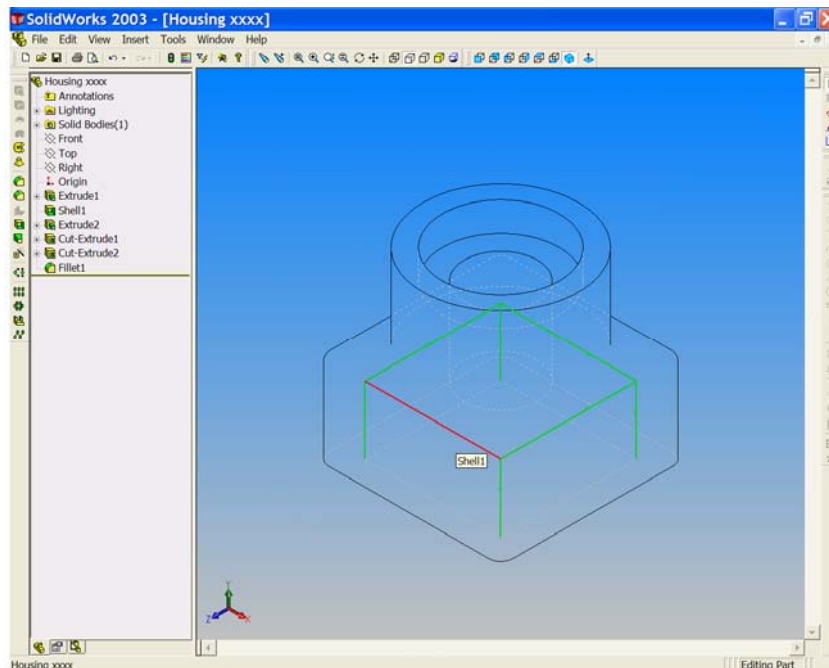 SolidWorks 2003 - [Housing xxxx]
File Edit View Insert Tools Window Help
Housing xxxx
Annotations
Lighting
Solid Bodies(1)
Front
Top
Right
Origin
Extrude1
Shell1
Extrude2
Cut-Extrude1
Cut-Extrude2
Fillet1
Shell1
Y
Z
X
Housing xxxx Editing Part